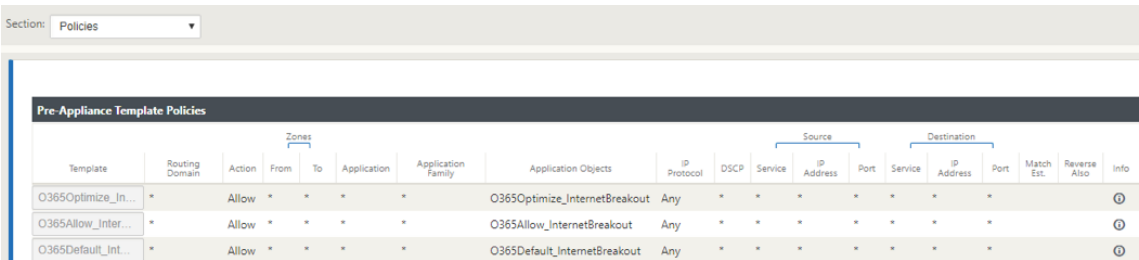 Section: Policies
Pre-Appliance Template Policies
Zones Source Destination
Template Routing Domain Action From To Application Application Family Application Objects IP Protocol DSCP Service IP Address Port Service IP Address Port Match Est. Reverse Also Info
O365Optimize_In... * Allow * * * * O365Optimize_InternetBreakout Any * * * * * * *
O365Allow_Inter... * Allow * * * * O365Allow_InternetBreakout Any * * * * * * *
O365Default_Int... * Allow * * * * O365Default_InternetBreakout Any * * * * * * *